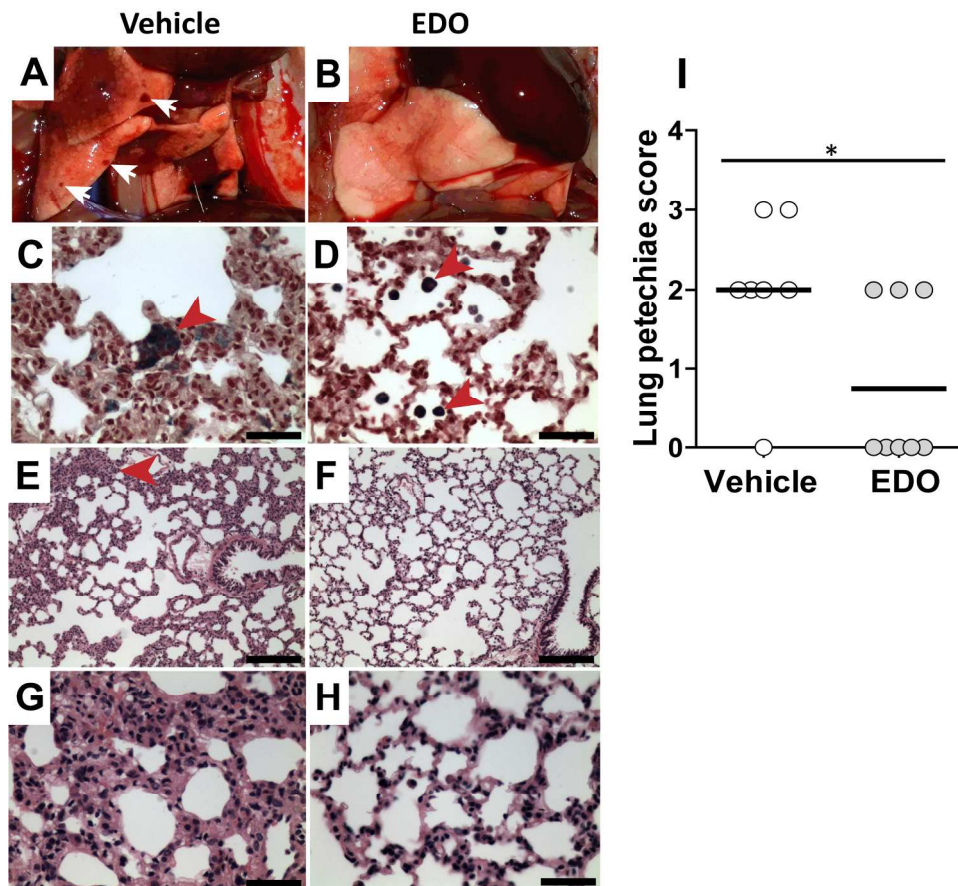 Vehicle EDO
A B
C D
E F
G H
I
Lung petechiae score
4
3
2
1
0
*
Vehicle EDO